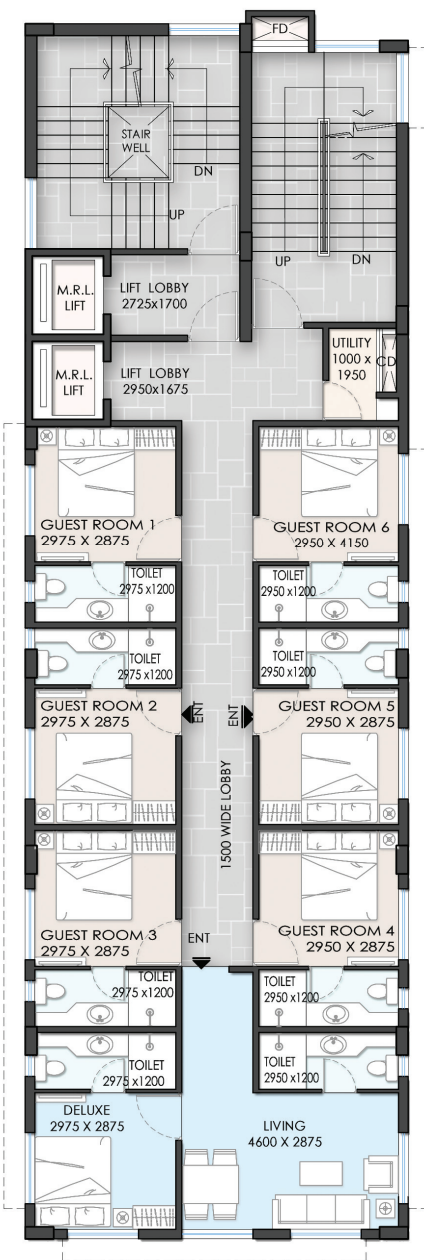 FD
STAIR
WELL
DN
UP
UP
DN
M.R.L.
LIFT
LIFT LOBBY
2725x1700
M.R.L.
LIFT
LIFT LOBBY
2950x1675
UTILITY
1000 x
1950
CD
GUEST ROOM 1
2975 X 2875
GUEST ROOM 6
2950 X 4150
TOILET
2975 x1200
TOILET
2950 x1200
TOILET
2975 x1200
TOILET
2950 x1200
GUEST ROOM 2
2975 X 2875
ENT
ENT
GUEST ROOM 5
2950 X 2875
1500 WIDE LOBBY
GUEST ROOM 3
2975 X 2875
ENT
GUEST ROOM 4
2950 X 2875
TOILET
2975 x1200
TOILET
2950 x1200
TOILET
2975 x1200
TOILET
2950 x1200
DELUXE
2975 X 2875
LIVING
4600 X 2875